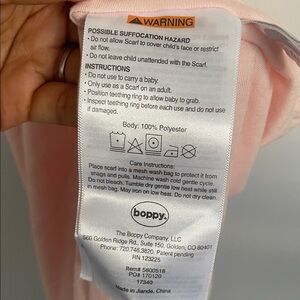 WARNING
POSSIBLE SUFFOCATION HAZARD
• Do not allow Scarf to cover child's face or restrict
air flow.
• Do not leave child unattended with the Scarf.
INSTRUCTIONS
• Do not use to carry a baby.
• Only use as a Scarf on an adult.
• Position teething ring to allow baby to grab.
• Inspect teething ring before each use and do not use
if damaged.
Body: 100% Polyester
Care Instructions:
Place scarf into a mesh wash bag to protect it from
snags and pulls. Machine wash cold gentle cycle.
Do not bleach. Tumble dry gentle low heat while still
in mesh bag. May iron on low heat. Do not dry clean.
boppy.
The Boppy Company, LLC
560 Golden Ridge Rd., Suite 150, Golden, CO 80401
Phone: 720.746.3820. Patent pending
RN 123225
Item# 5600518
PO# 170120
17340
Made in Jiande, China